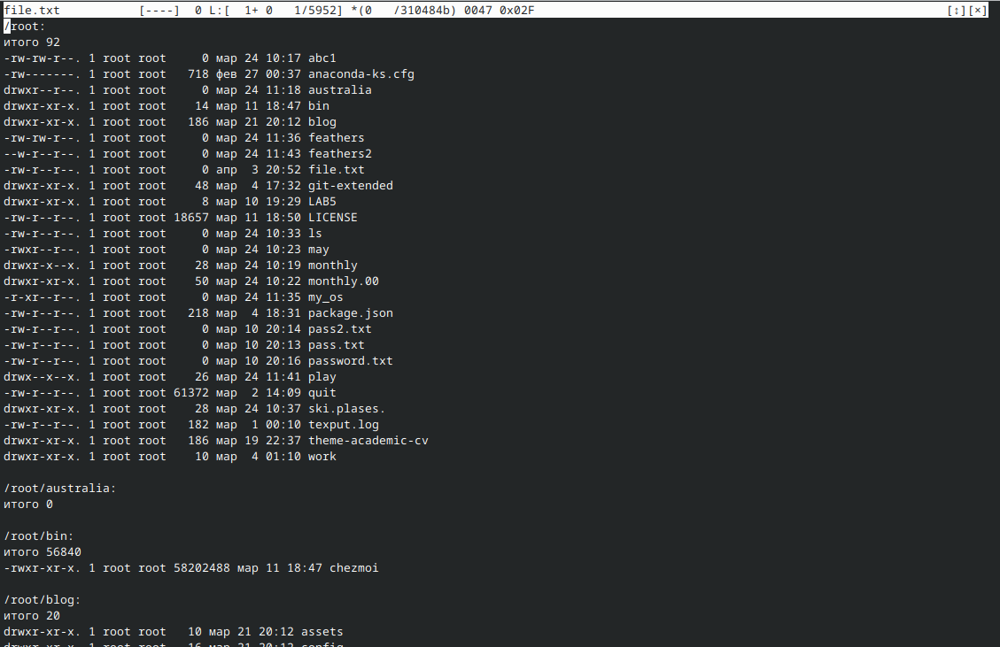 file.txt           [----]  0 L:[  1+ 0   1/5952] *(0   /310484b) 0047 0x02F                    [↕][×]
/root:
итого 92
-rw-rw-r--. 1 root root     0 мар 24 10:17 abc1
-rw-------. 1 root root   718 фев 27 00:37 anaconda-ks.cfg
drwxr--r--. 1 root root     0 мар 24 11:18 australia
drwxr-xr-x. 1 root root    14 мар 11 18:47 bin
drwxr-xr-x. 1 root root   186 мар 21 20:12 blog
-rw-rw-r--. 1 root root     0 мар 24 11:36 feathers
--w-r--r--. 1 root root     0 мар 24 11:43 feathers2
-rw-r--r--. 1 root root     0 апр  3 20:52 file.txt
drwxr-xr-x. 1 root root    48 мар  4 17:32 git-extended
drwxr-xr-x. 1 root root     8 мар 10 19:29 LAB5
-rw-r--r--. 1 root root 18657 мар 11 18:50 LICENSE
-rw-r--r--. 1 root root     0 мар 24 10:33 ls
-rwxr--r--. 1 root root     0 мар 24 10:23 may
drwxr-x--x. 1 root root    28 мар 24 10:19 monthly
drwxr-xr-x. 1 root root    50 мар 24 10:22 monthly.00
-r-xr--r--. 1 root root     0 мар 24 11:35 my_os
-rw-r--r--. 1 root root   218 мар  4 18:31 package.json
-rw-r--r--. 1 root root     0 мар 10 20:14 pass2.txt
-rw-r--r--. 1 root root     0 мар 10 20:13 pass.txt
-rw-r--r--. 1 root root     0 мар 10 20:16 password.txt
drwx--x--x. 1 root root    26 мар 24 11:41 play
-rw-r--r--. 1 root root 61372 мар  2 14:09 quit
drwxr-xr-x. 1 root root    28 мар 24 10:37 ski.plases.
-rw-r--r--. 1 root root   182 мар  1 00:10 texput.log
drwxr-xr-x. 1 root root   186 мар 19 22:37 theme-academic-cv
drwxr-xr-x. 1 root root    10 мар  4 01:10 work
/root/australia:
итого 0
/root/bin:
итого 56840
-rwxr-xr-x. 1 root root 58202488 мар 11 18:47 chezmoi
/root/blog:
итого 20
drwxr-xr-x. 1 root root   10 мар 21 20:12 assets
drwxr-xr-x. 1 root root   16 мар 21 20:12 config